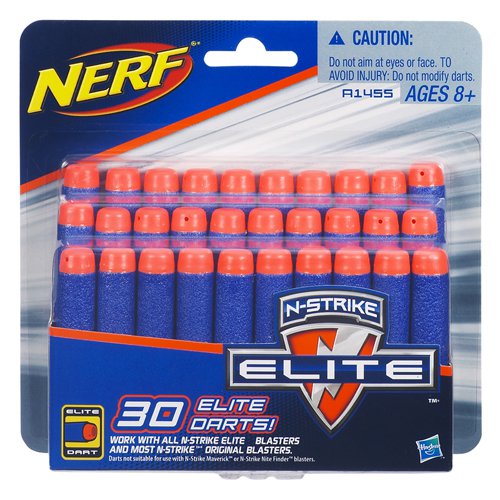 NERF®
CAUTION:
Do not aim at eyes or face. TO
AVOID INJURY: Do not modify darts.
A1455 AGES 8+
N-STRIKE
ELITE
TM
ELITE
DART
30 ELITE
DARTS!
WORK WITH ALL N-STRIKE ELITE BLASTERS
AND MOST N-STRIKE ORIGINAL BLASTERS.
Darts not suitable for use with N-Strike Maverick™ or N-Strike Nite Finder™ blasters.
Hasbro